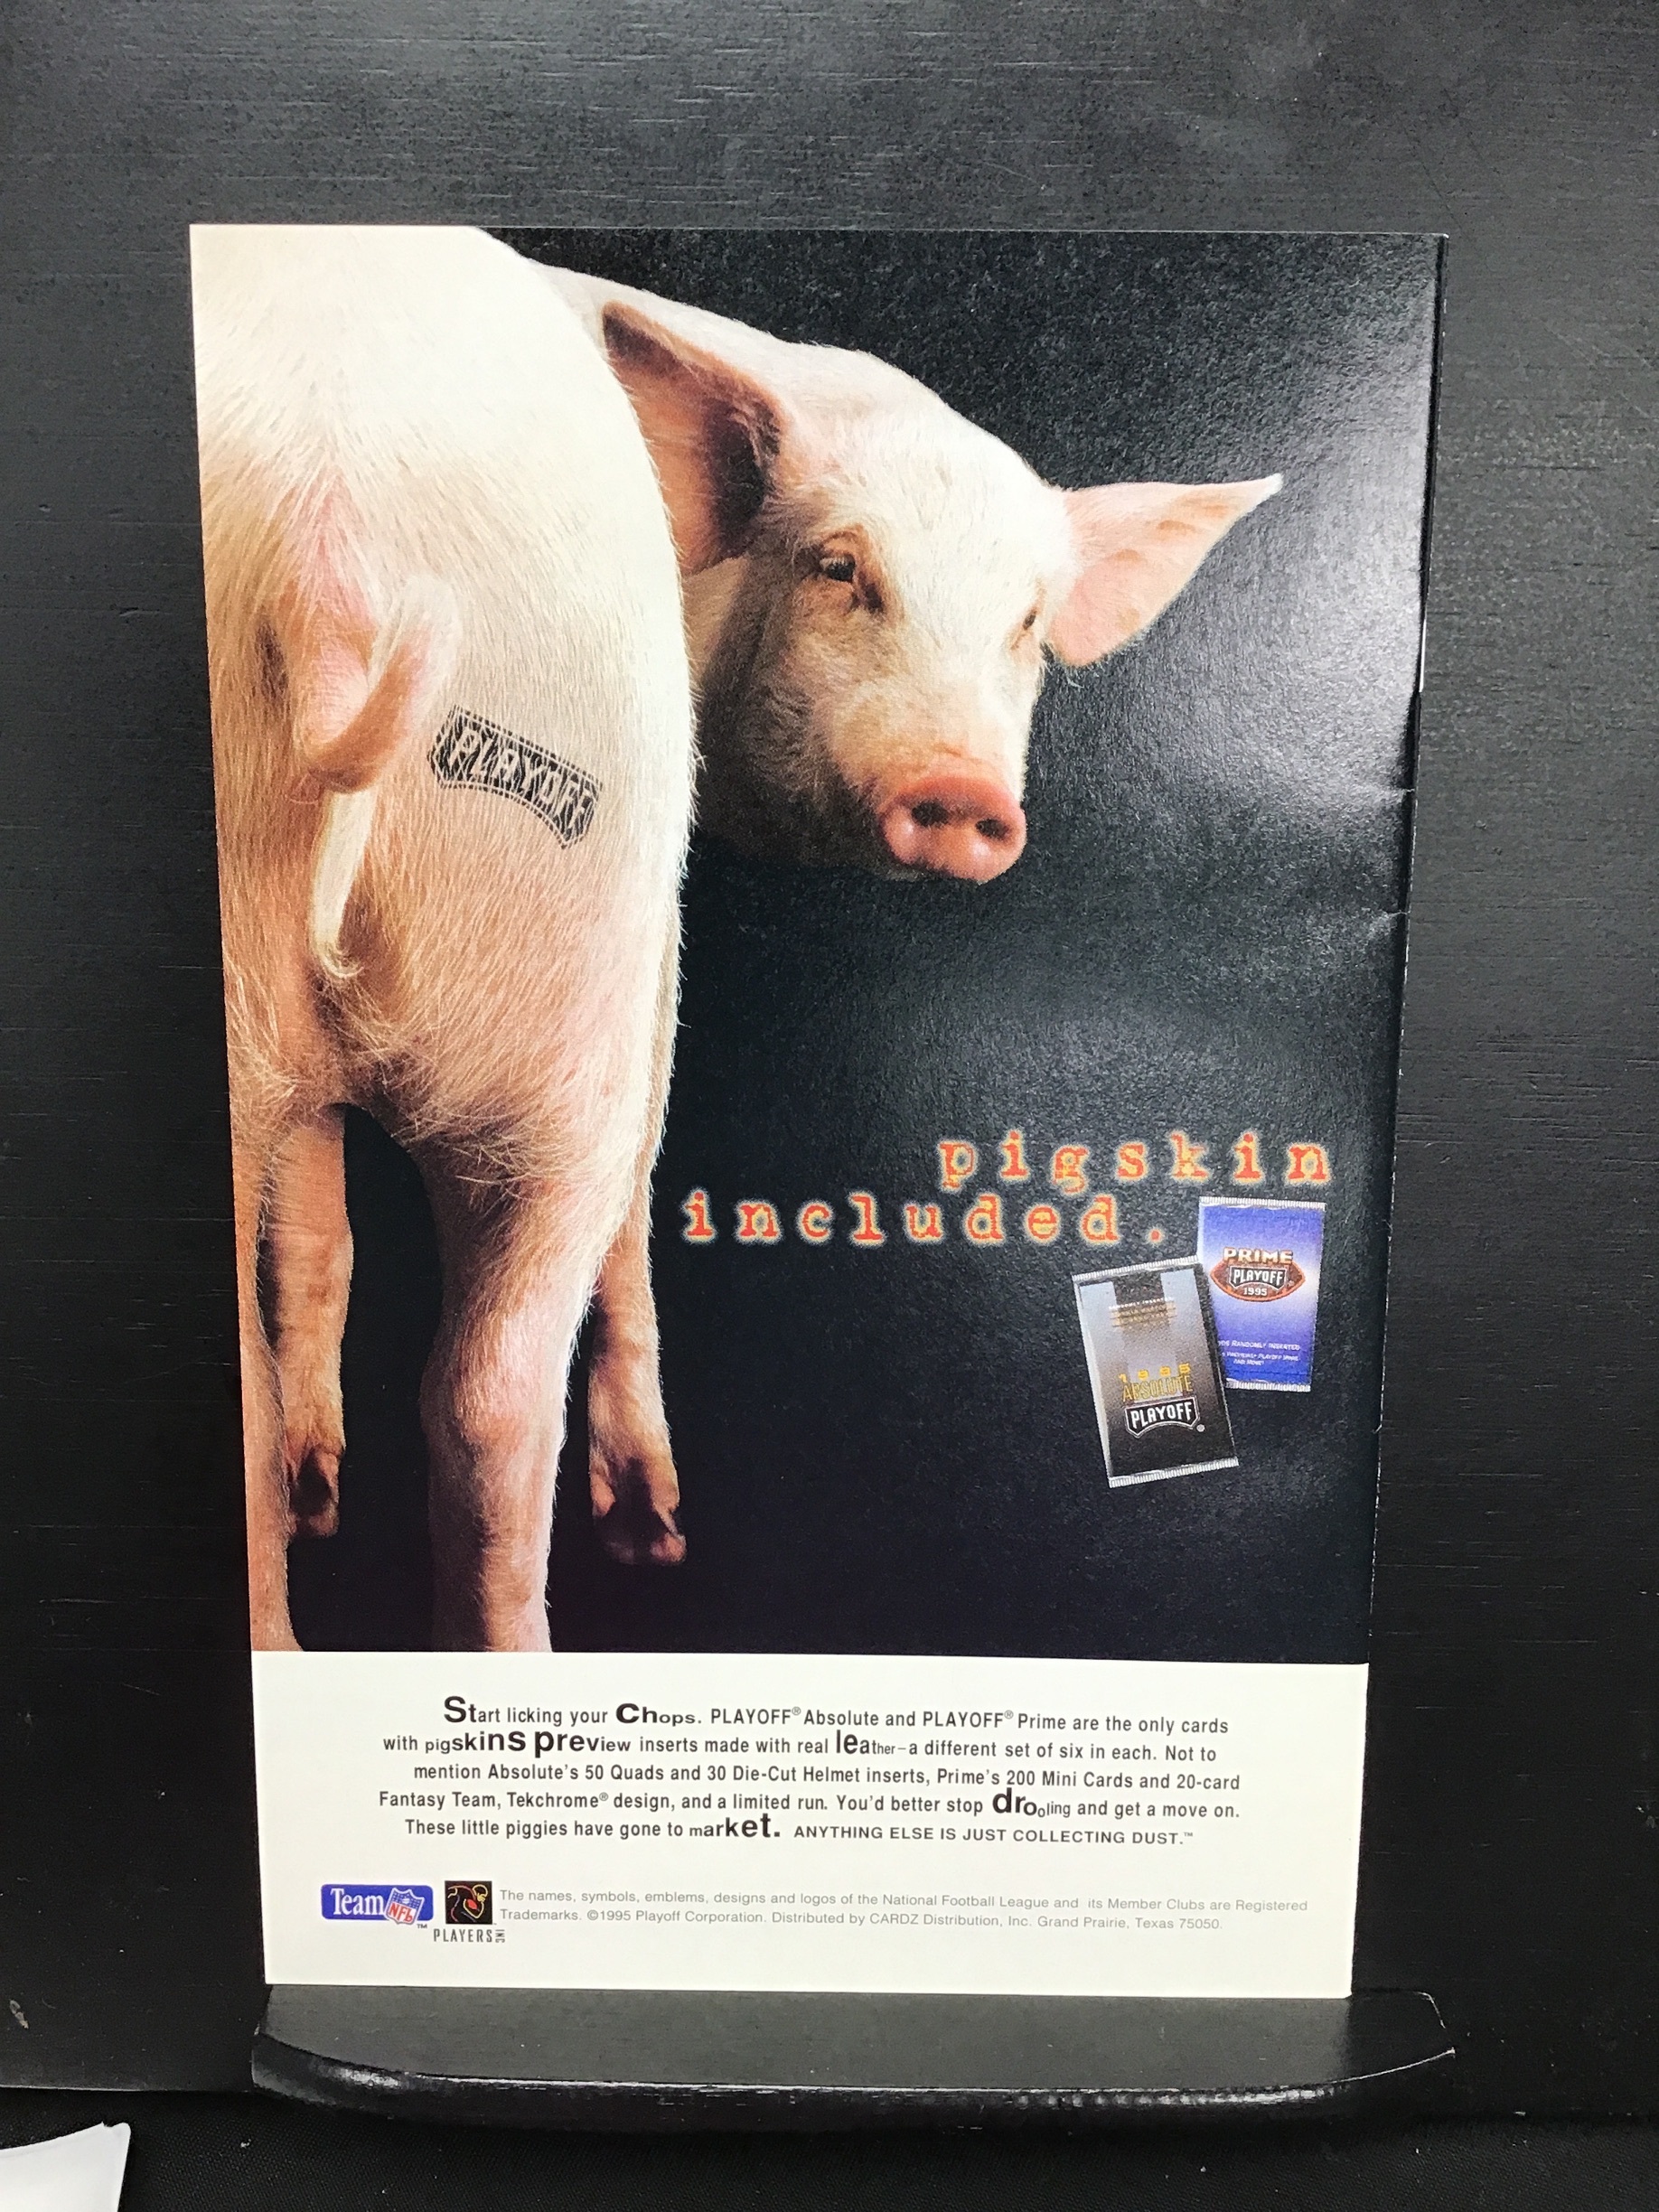 PLAYOFF
pigskin
included.
PRIME
PLAYOFF
1995
1995
ABSOLUTE
PLAYOFF®
Start licking your Chops. PLAYOFF® Absolute and PLAYOFF® Prime are the only cards
with pigskins preview inserts made with real leather–a different set of six in each. Not to
mention Absolute's 50 Quads and 30 Die-Cut Helmet inserts, Prime's 200 Mini Cards and 20-card
Fantasy Team, Tekchrome® design, and a limited run. You'd better stop drooling and get a move on.
These little piggies have gone to market. ANYTHING ELSE IS JUST COLLECTING DUST.™
Team NFL™
PLAYERS INC
The names, symbols, emblems, designs and logos of the National Football League and its Member Clubs are Registered
Trademarks. ©1995 Playoff Corporation. Distributed by CARDZ Distribution, Inc. Grand Prairie, Texas 75050.